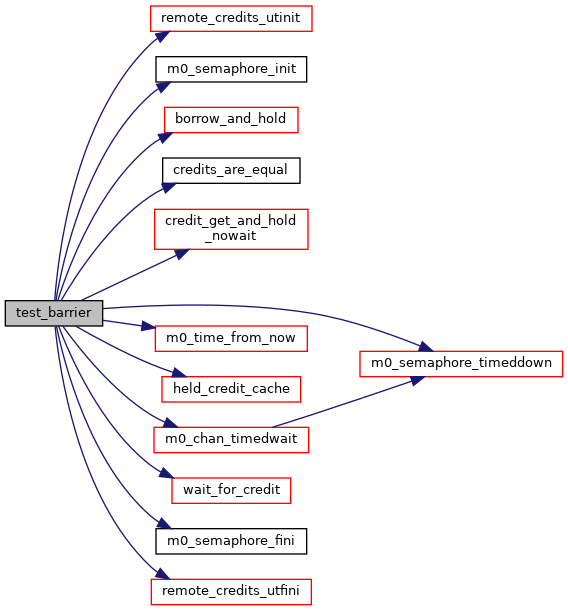 remote_credits_utinit
m0_semaphore_init
borrow_and_hold
credits_are_equal
credit_get_and_hold
_nowait
test_barrier
m0_time_from_now
m0_semaphore_timeddown
held_credit_cache
m0_chan_timedwait
wait_for_credit
m0_semaphore_fini
remote_credits_utfini